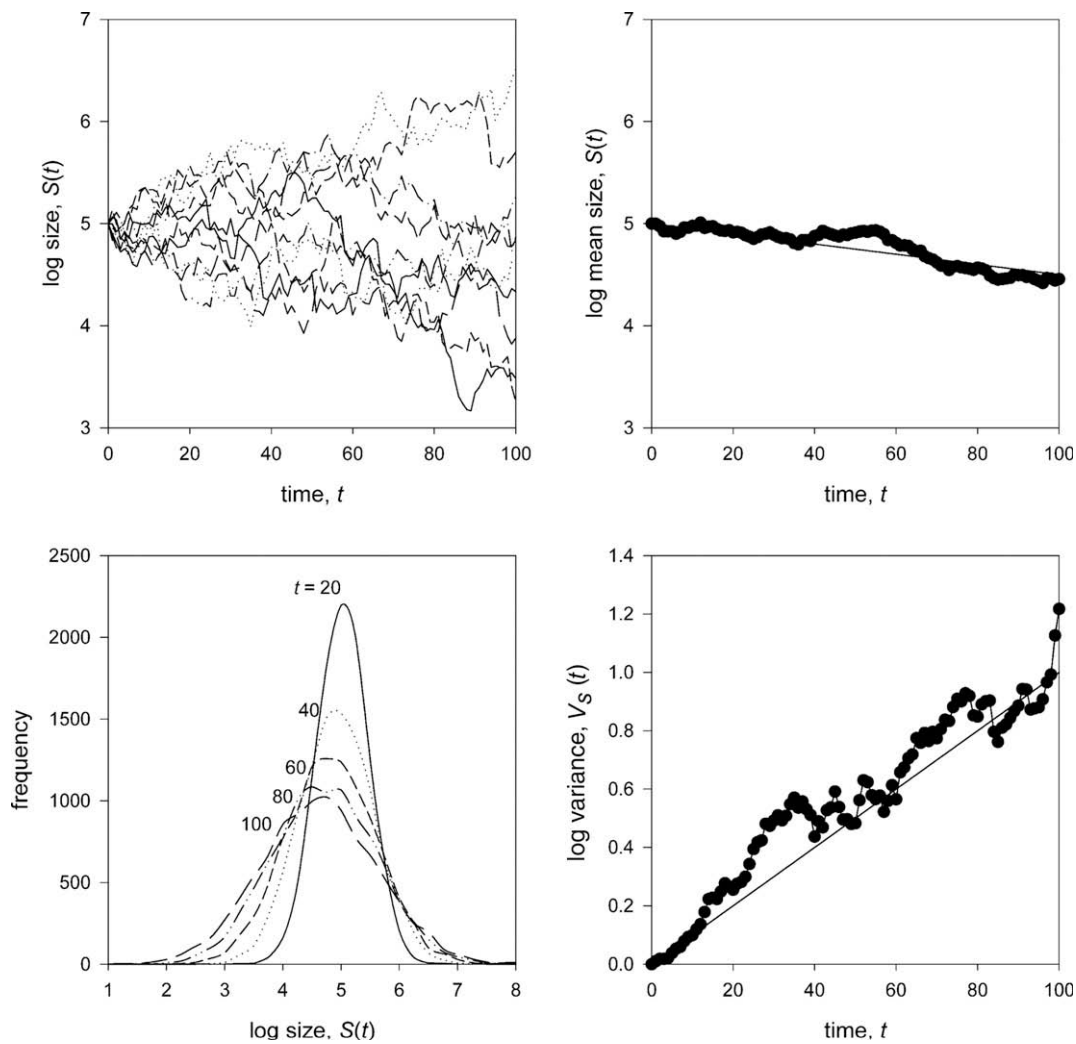 7
6
5
4
3
log size, S(t)
0 20 40 60 80 100
time, t
7
6
5
4
3
log mean size, S(t)
0 20 40 60 80 100
time, t
2500
2000
1500
1000
500
0
frequency
t = 20
40
60
80
100
1 2 3 4 5 6 7 8
log size, S(t)
1.4
1.2
1.0
0.8
0.6
0.4
0.2
0.0
log variance, VS (t)
0 20 40 60 80 100
time, t